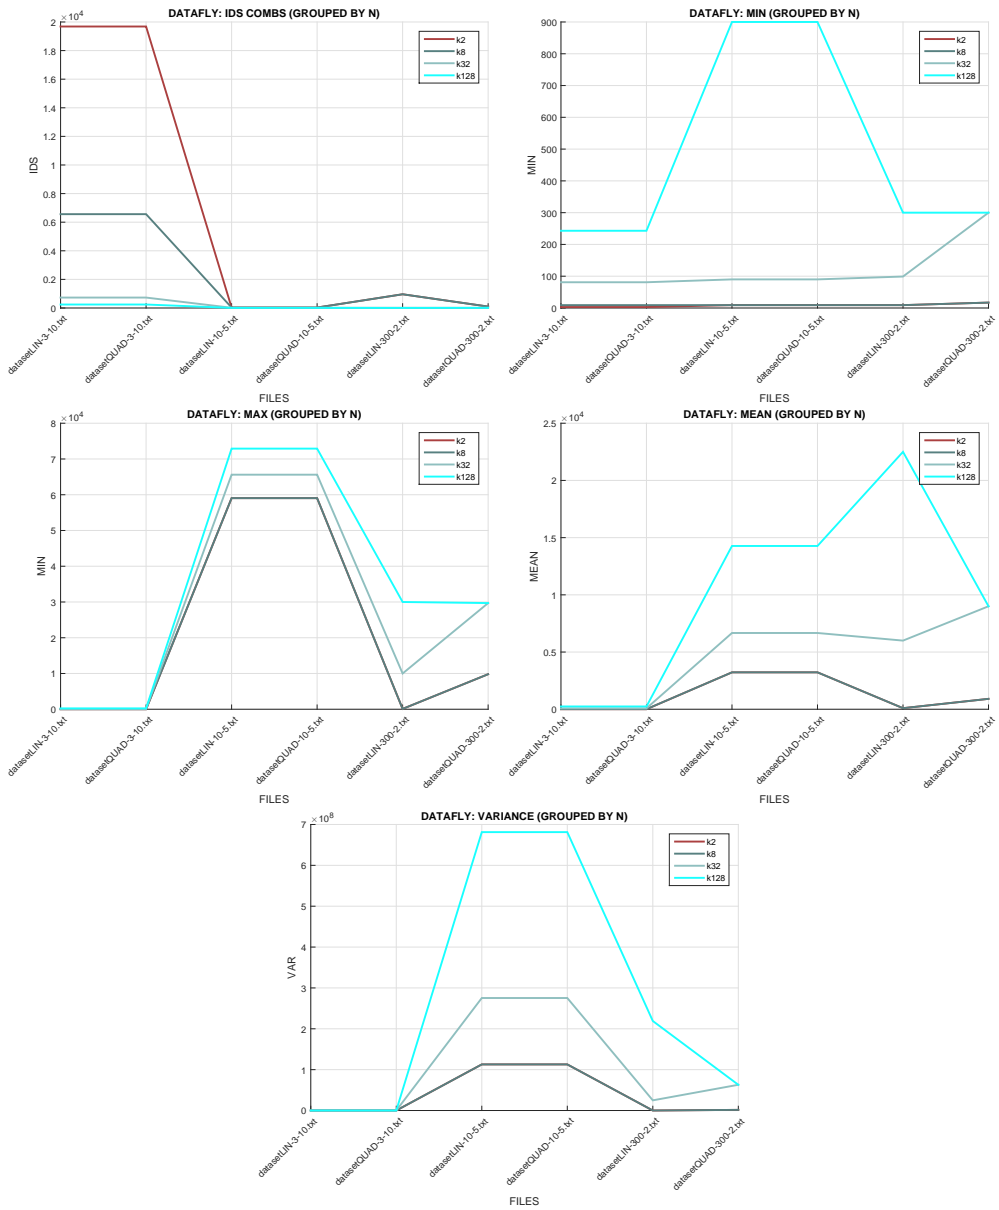 DATAFLY: IDS COMBS (GROUPED BY N)
×10⁴
2
1.8
1.6
1.4
1.2
1
0.8
0.6
0.4
0.2
0
IDS
k2
k8
k32
k128
datasetLIN-3-10.txt
datasetQUAD-3-10.txt
datasetLIN-10-5.txt
datasetQUAD-10-5.txt
datasetLIN-300-2.txt
datasetQUAD-300-2.txt
FILES
DATAFLY: MIN (GROUPED BY N)
900
800
700
600
500
400
300
200
100
0
MIN
k2
k8
k32
k128
datasetLIN-3-10.txt
datasetQUAD-3-10.txt
datasetLIN-10-5.txt
datasetQUAD-10-5.txt
datasetLIN-300-2.txt
datasetQUAD-300-2.txt
FILES
DATAFLY: MAX (GROUPED BY N)
×10⁴
8
7
6
5
4
3
2
1
0
MIN
k2
k8
k32
k128
datasetLIN-3-10.txt
datasetQUAD-3-10.txt
datasetLIN-10-5.txt
datasetQUAD-10-5.txt
datasetLIN-300-2.txt
datasetQUAD-300-2.txt
FILES
DATAFLY: MEAN (GROUPED BY N)
×10⁴
2.5
2
1.5
1
0.5
0
MEAN
k2
k8
k32
k128
datasetLIN-3-10.txt
datasetQUAD-3-10.txt
datasetLIN-10-5.txt
datasetQUAD-10-5.txt
datasetLIN-300-2.txt
datasetQUAD-300-2.txt
FILES
DATAFLY: VARIANCE (GROUPED BY N)
×10⁸
7
6
5
4
3
2
1
0
VAR
k2
k8
k32
k128
datasetLIN-3-10.txt
datasetQUAD-3-10.txt
datasetLIN-10-5.txt
datasetQUAD-10-5.txt
datasetLIN-300-2.txt
datasetQUAD-300-2.txt
FILES